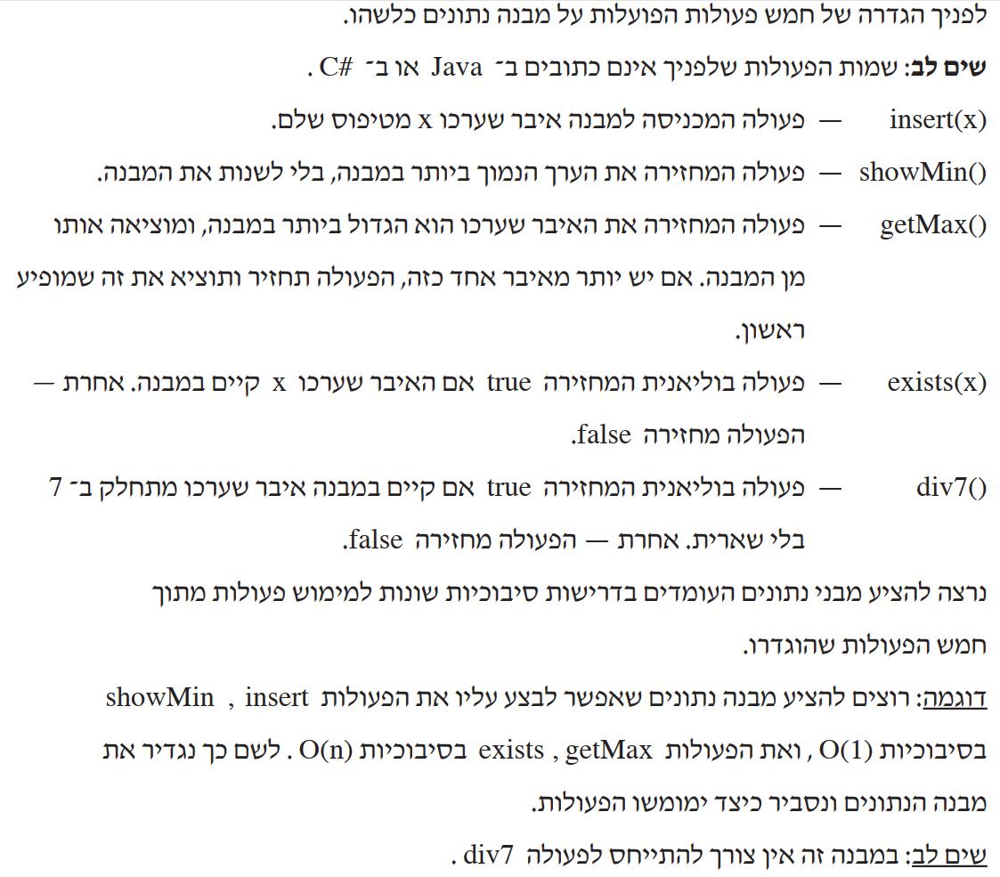 לפניך הגדרה של חמש פעולות הפועלות על מבנה נתונים כלשהו.
שים לב: שמות הפעולות שלפניך אינם כתובים ב־ Java או ב־ C# .
insert(x) — פעולה המכניסה למבנה איבר שערכו x מטיפוס שלם.
showMin() — פעולה המחזירה את הערך הנמוך ביותר במבנה, בלי לשנות את המבנה.
getMax() — פעולה המחזירה את האיבר שערכו הוא הגדול ביותר במבנה, ומוציאה אותו
מן המבנה. אם יש יותר מאיבר אחד כזה, הפעולה תחזיר ותוציא את זה שמופיע
ראשון.
exists(x) — פעולה בוליאנית המחזירה true אם האיבר שערכו x קיים במבנה. אחרת —
הפעולה מחזירה false.
div7() — פעולה בוליאנית המחזירה true אם קיים במבנה איבר שערכו מתחלק ב־ 7
בלי שארית. אחרת — הפעולה מחזירה false.
נרצה להציע מבני נתונים העומדים בדרישות סיבוכיות שונות למימוש פעולות מתוך
חמש הפעולות שהוגדרו.
דוגמה: רוצים להציע מבנה נתונים שאפשר לבצע עליו את הפעולות showMin , insert
בסיבוכיות O(1) , ואת הפעולות exists , getMax בסיבוכיות O(n) . לשם כך נגדיר את
מבנה הנתונים ונסביר כיצד ימומשו הפעולות.
שים לב: במבנה זה אין צורך להתייחס לפעולה div7 .